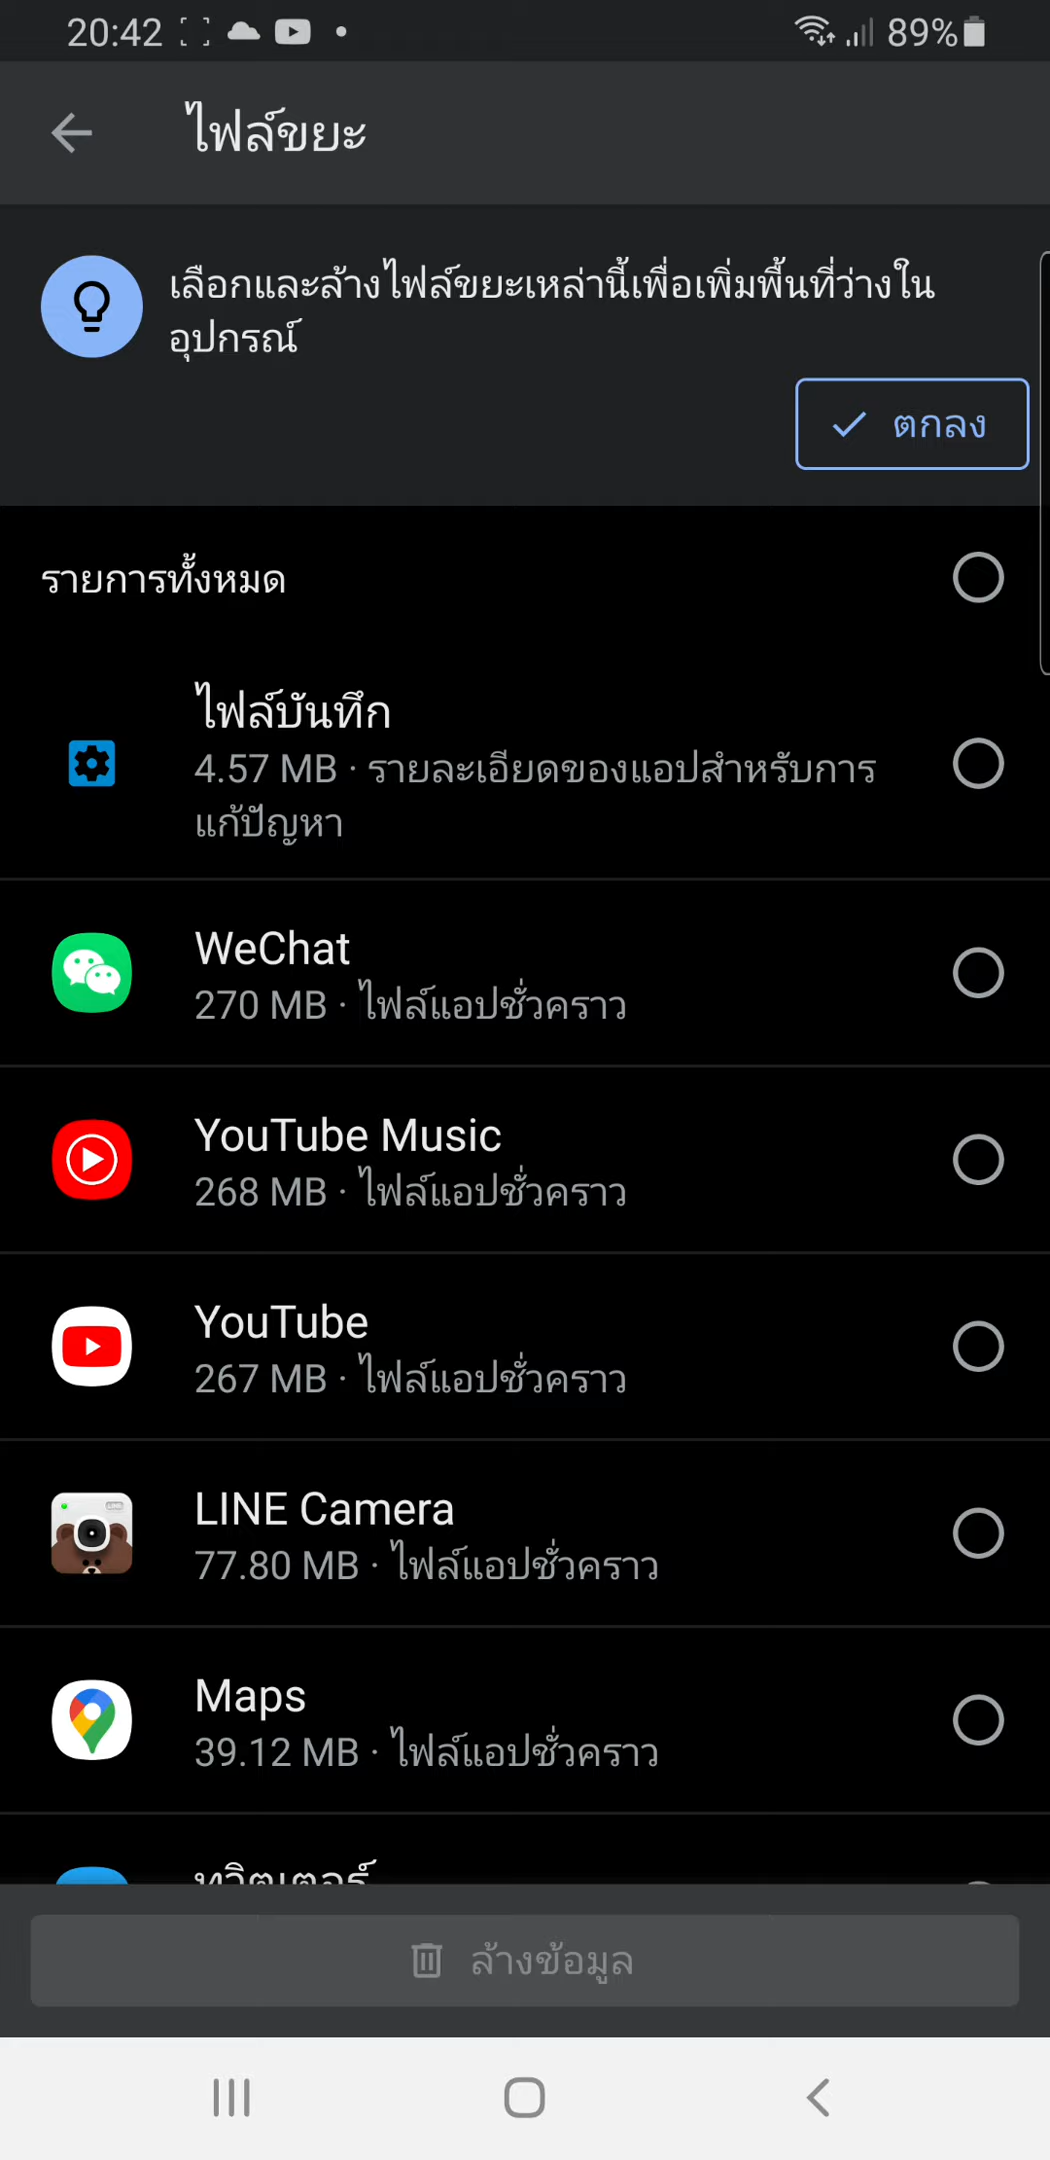 20:42 89%
ไฟล์ขยะ
เลือกและล้างไฟล์ขยะเหล่านี้เพื่อเพิ่มพื้นที่ว่างใน
อุปกรณ์
ตกลง
รายการทั้งหมด
ไฟล์บันทึก
4.57 MB · รายละเอียดของแอปสำหรับการ
แก้ปัญหา
WeChat
270 MB · ไฟล์แอปชั่วคราว
YouTube Music
268 MB · ไฟล์แอปชั่วคราว
YouTube
267 MB · ไฟล์แอปชั่วคราว
LINE Camera
77.80 MB · ไฟล์แอปชั่วคราว
Maps
39.12 MB · ไฟล์แอปชั่วคราว
ทวิตเตอร์
ล้างข้อมูล